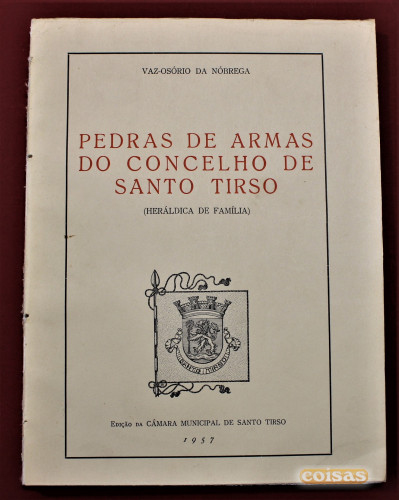 VAZ-OSÓRIO DA NÓBREGA
PEDRAS DE ARMAS
DO CONCELHO DE
SANTO TIRSO
(HERÁLDICA DE FAMÍLIA)
EDIÇÃO DA CÂMARA MUNICIPAL DE SANTO TIRSO
1957
coisas